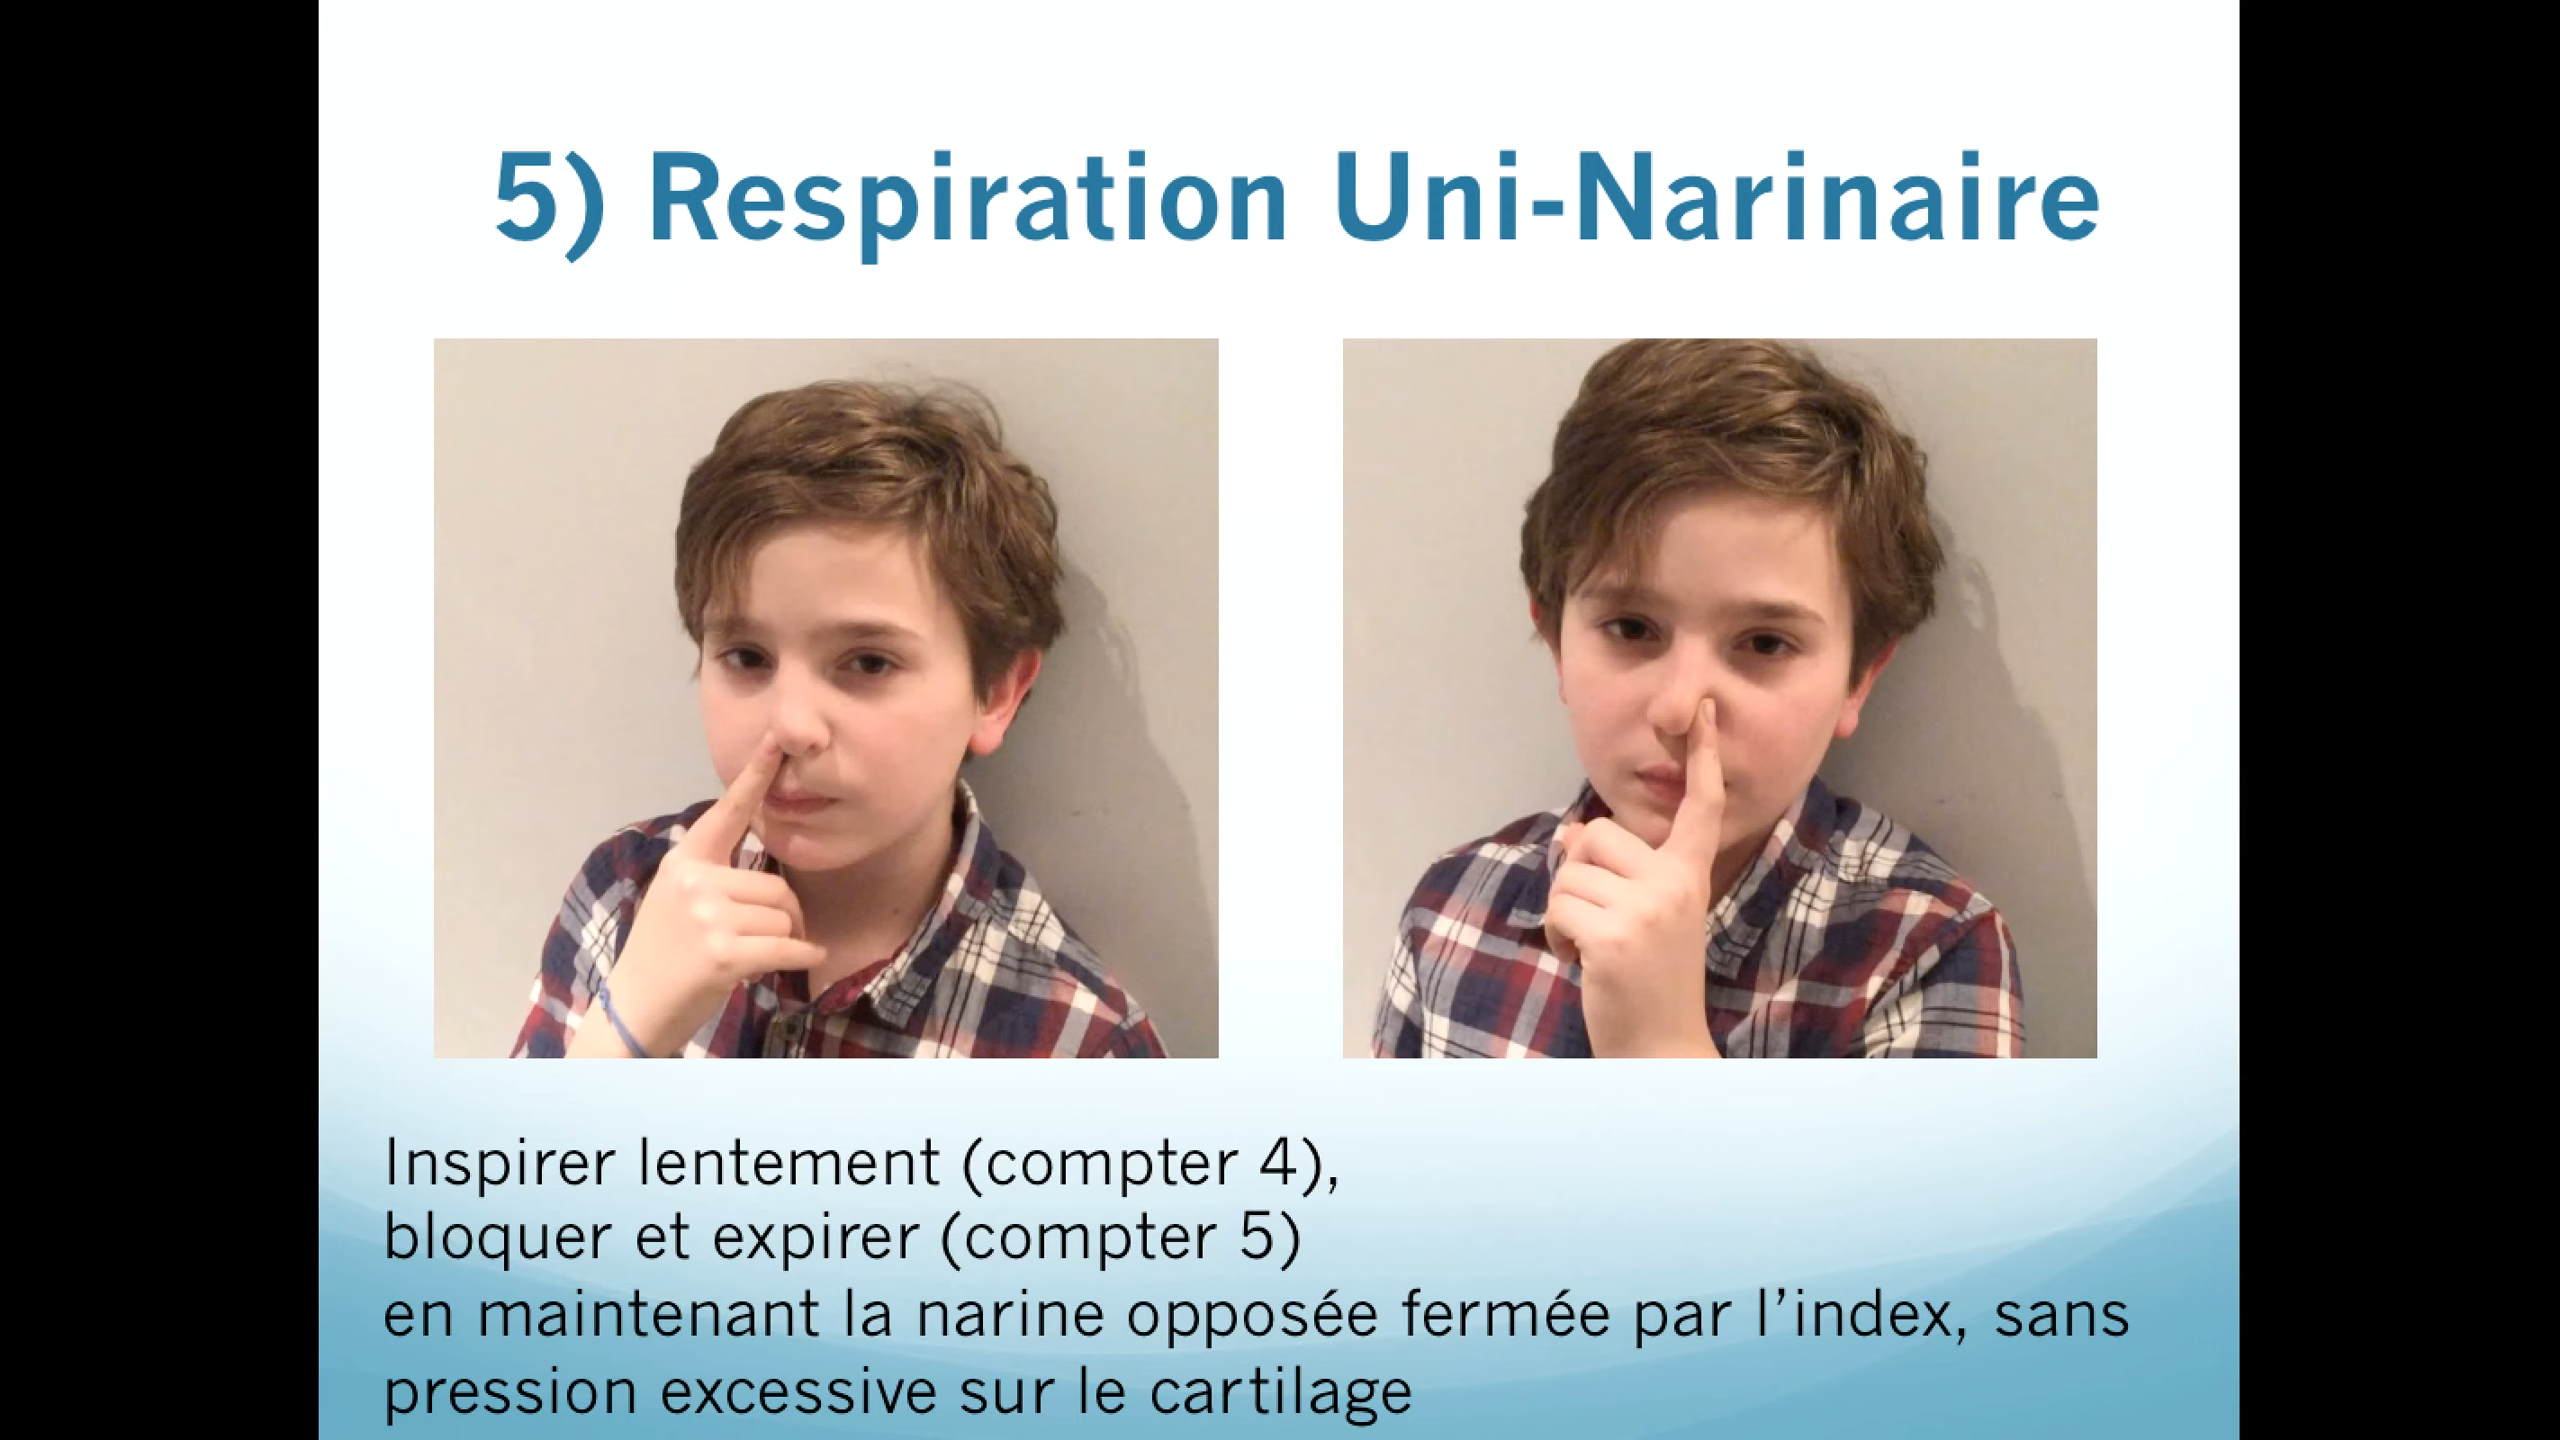 5) Respiration Uni-Narinaire
Inspirer lentement (compter 4),
bloquer et expirer (compter 5)
en maintenant la narine opposée fermée par l’index, sans
pression excessive sur le cartilage